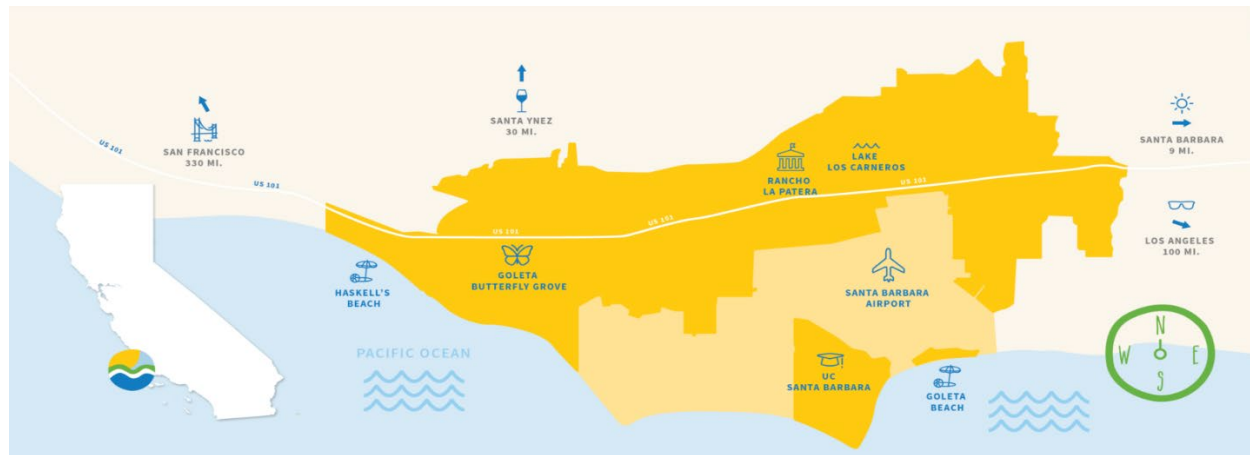 US 101
SAN FRANCISCO
330 MI.
US 101
SANTA YNEZ
30 MI.
RANCHO
LA PATERA
LAKE
LOS CARNEROS
US 101
SANTA BARBARA
9 MI.
US 101
US 101
LOS ANGELES
100 MI.
HASKELL'S
BEACH
GOLETA
BUTTERFLY GROVE
SANTA BARBARA
AIRPORT
PACIFIC OCEAN
UC
SANTA BARBARA
GOLETA
BEACH
N
W E
S